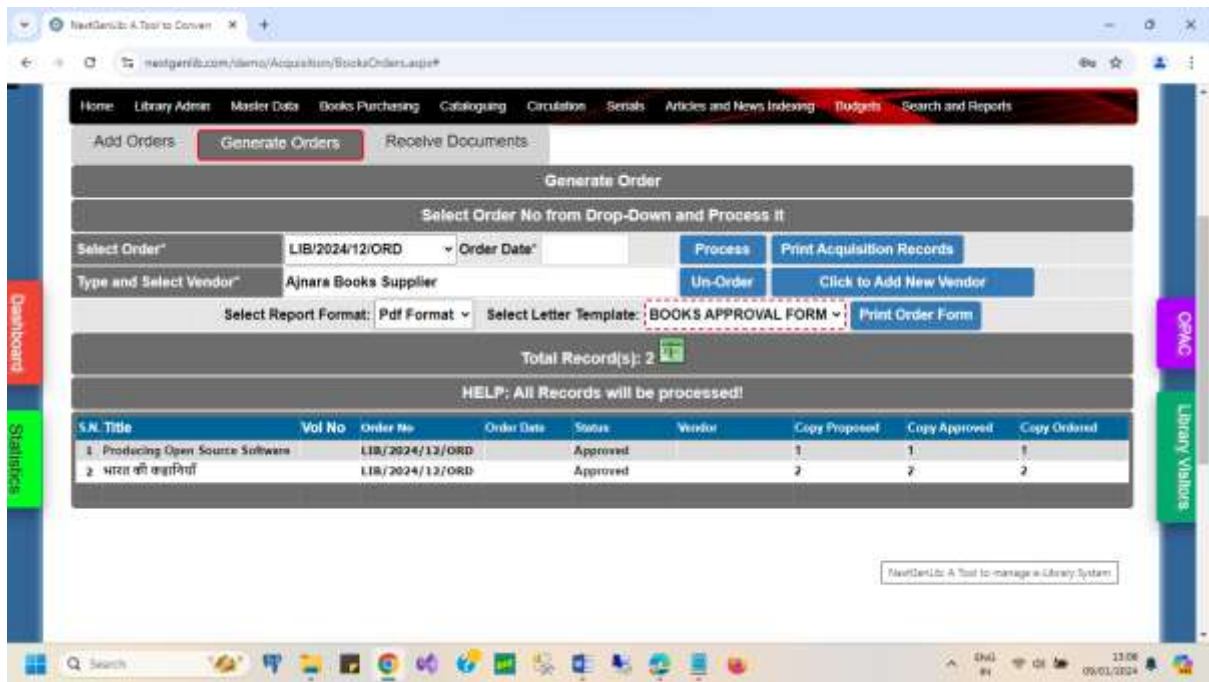 NextGenLib: A Tool to Conven
nextgenlib.com/demo/Acquisition/BooksOrders.aspx#
Home Library Admin Master Data Books Purchasing Cataloguing Circulation Serials Articles and News Indexing Budgets Search and Reports
Add Orders Generate Orders Receive Documents
Generate Order
Select Order No from Drop-Down and Process it
Select Order* LIB/2024/12/ORD Order Date* Process Print Acquisition Records
Type and Select Vendor* Ajnara Books Supplier Un-Order Click to Add New Vendor
Select Report Format: Pdf Format Select Letter Template: BOOKS APPROVAL FORM Print Order Form
Total Record(s): 2
HELP: All Records will be processed!
S.N. Title Vol No Order No Order Date Status Vendor Copy Proposed Copy Approved Copy Ordered
1 Producing Open Source Software LIB/2024/12/ORD Approved 1 1 1
2 भारत की कहानियाँ LIB/2024/12/ORD Approved 2 2 2
Dashboard
Statistics
OPAC
Library Visitors
NextGenLib: A Tool to manage e-Library System
Search
ENG
IN
13:06
09/01/2024